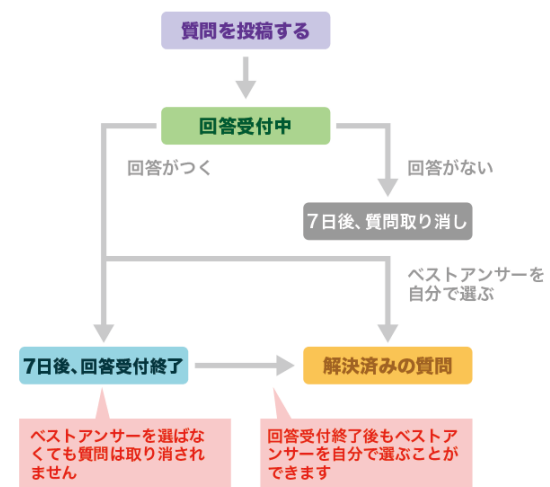 質問を投稿する
回答受付中
回答がつく
回答がない
7日後、質問取り消し
ベストアンサーを
自分で選ぶ
7日後、回答受付終了
解決済みの質問
ベストアンサーを選ばな
くても質問は取り消され
ません
回答受付終了後もベストア
ンサーを自分で選ぶことが
できます